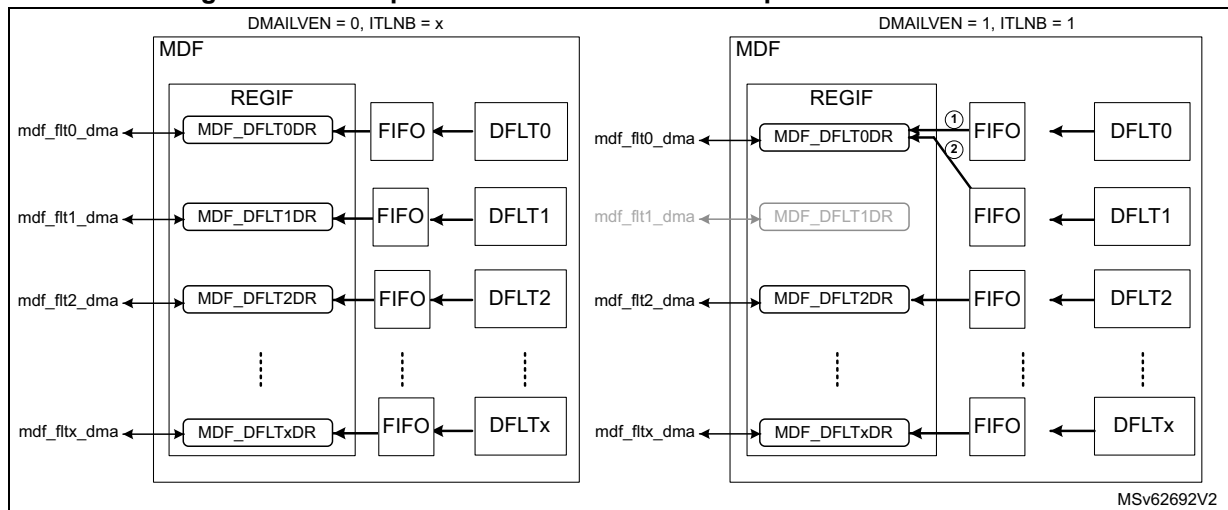 DMAILVEN = 0, ITLNB = x
MDF
REGIF
mdf_flt0_dma
MDF_DFLT0DR
FIFO
DFLT0
mdf_flt1_dma
MDF_DFLT1DR
FIFO
DFLT1
mdf_flt2_dma
MDF_DFLT2DR
FIFO
DFLT2
mdf_fltx_dma
MDF_DFLTxDR
FIFO
DFLTx
DMAILVEN = 1, ITLNB = 1
MDF
REGIF
mdf_flt0_dma
MDF_DFLT0DR
1
FIFO
DFLT0
2
mdf_flt1_dma
MDF_DFLT1DR
FIFO
DFLT1
mdf_flt2_dma
MDF_DFLT2DR
FIFO
DFLT2
mdf_fltx_dma
MDF_DFLTxDR
FIFO
DFLTx
MSv62692V2